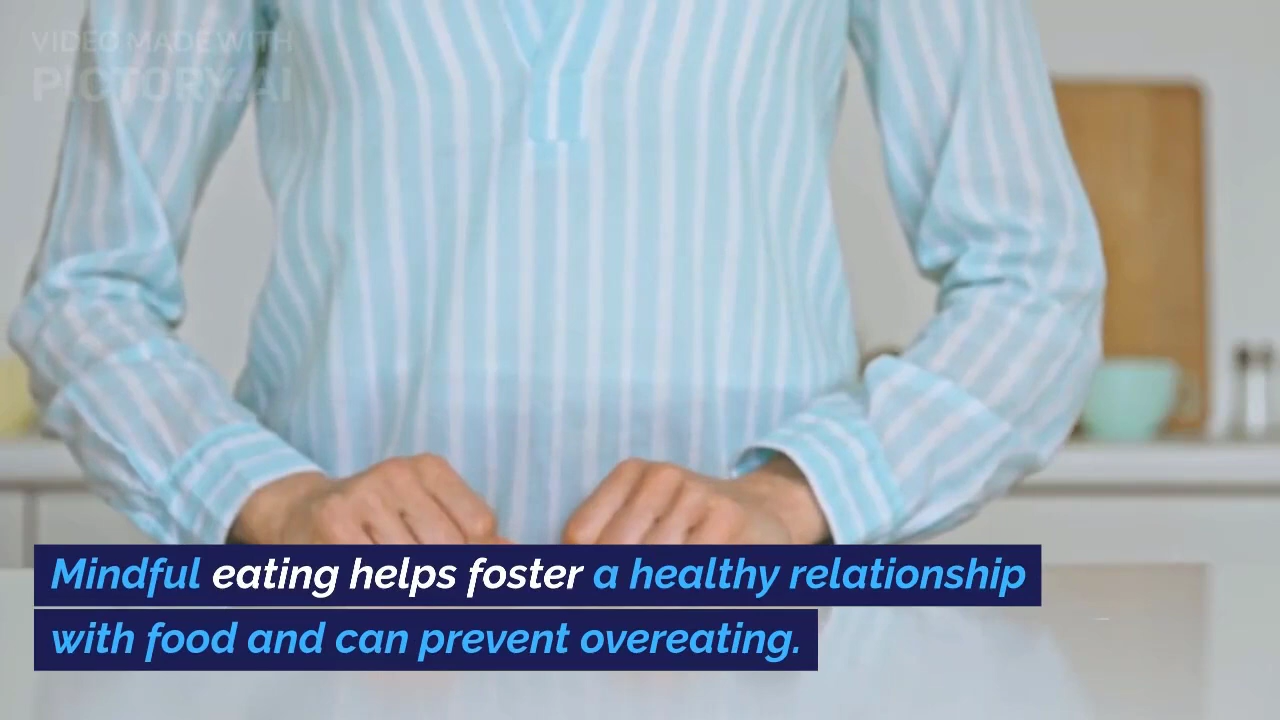 VIDEO MADE WITH
PICTORY.AI
Mindful eating helps foster a healthy relationship
with food and can prevent overeating.